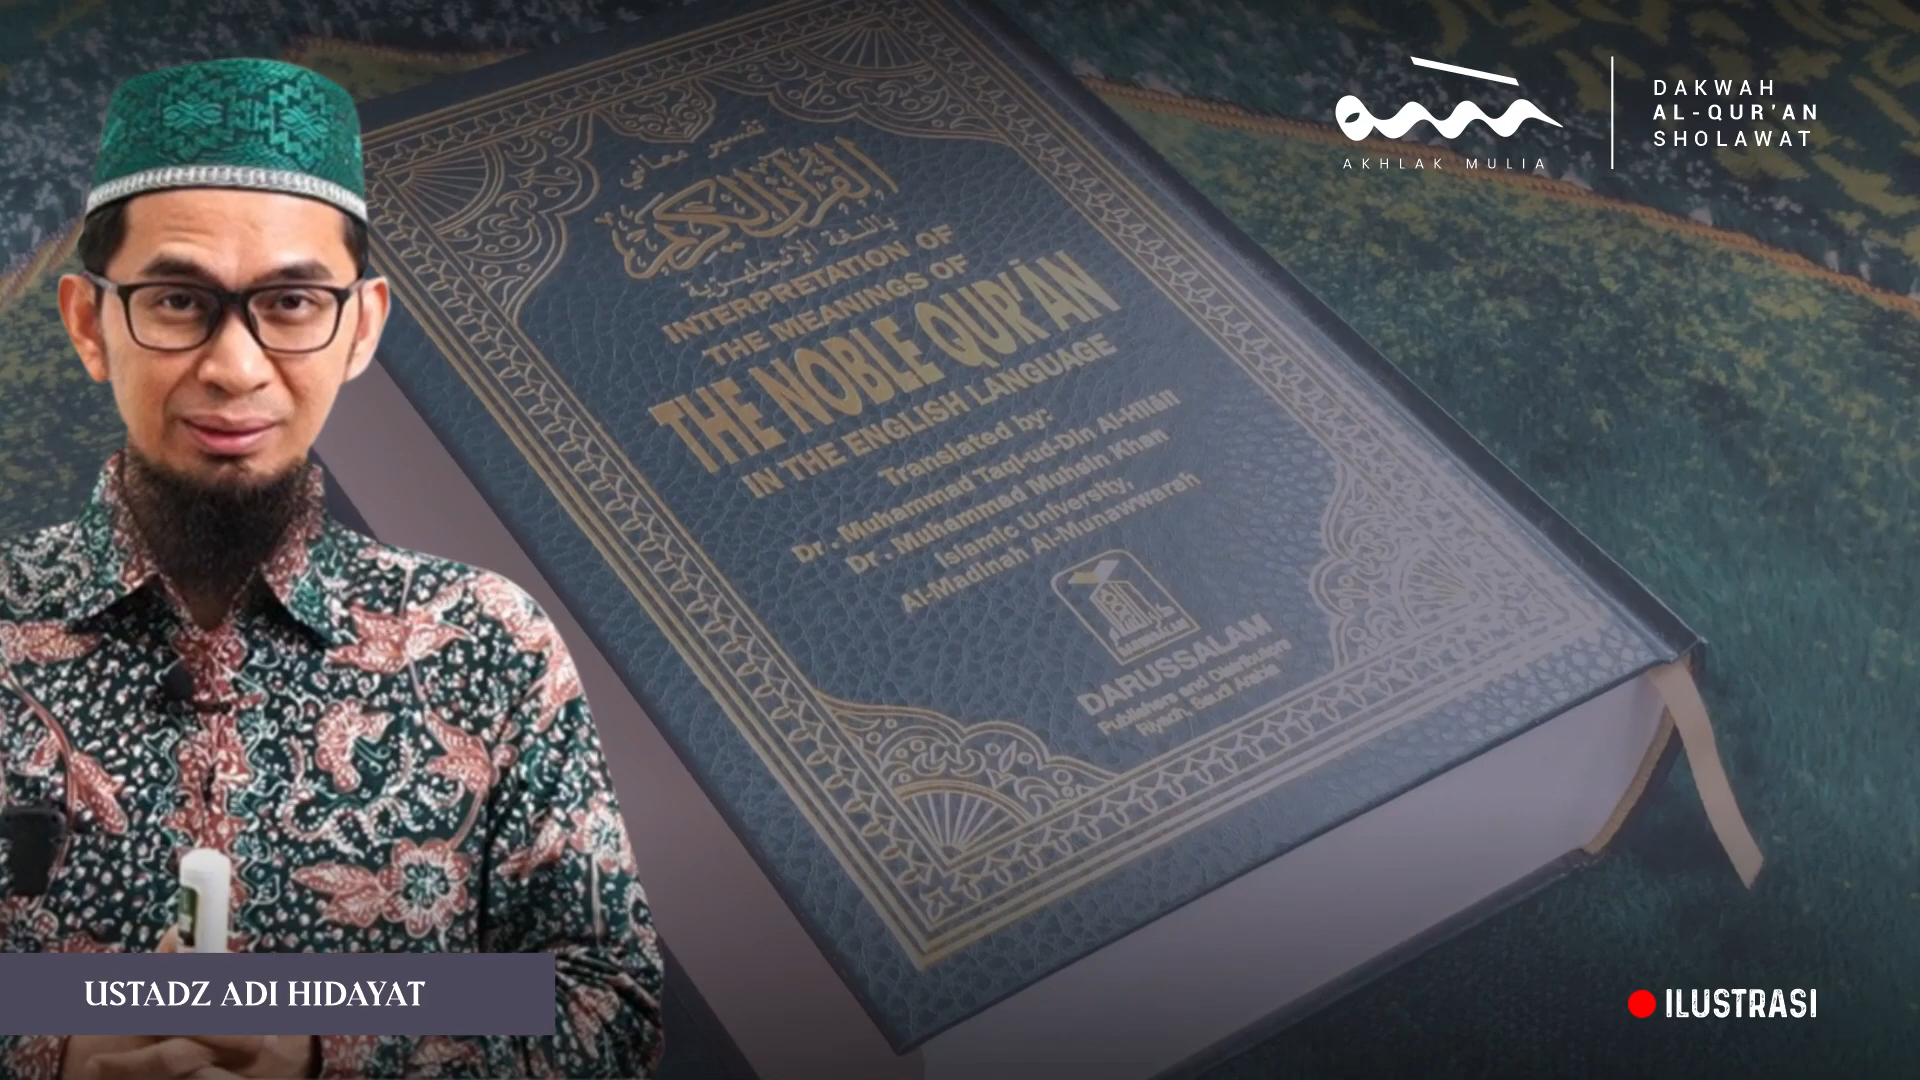 DAKWAH
AL-QUR'AN
SHOLAWAT
AKHLAK MULIA
تفسير معاني
القرآن الكريم
باللغة الإنجليزية
INTERPRETATION OF
THE MEANINGS OF
THE NOBLE QUR'ĀN
IN THE ENGLISH LANGUAGE
Translated by:
Dr. Muhammad Taqi-ud-Din Al-Hilâlî
Dr. Muhammad Muhsin Khan
Islamic University,
Al-Madinah Al-Munawwarah
DARUSSALAM
Publishers and Distributors
Riyadh, Saudi Arabia
USTADZ ADI HIDAYAT
ILUSTRASI